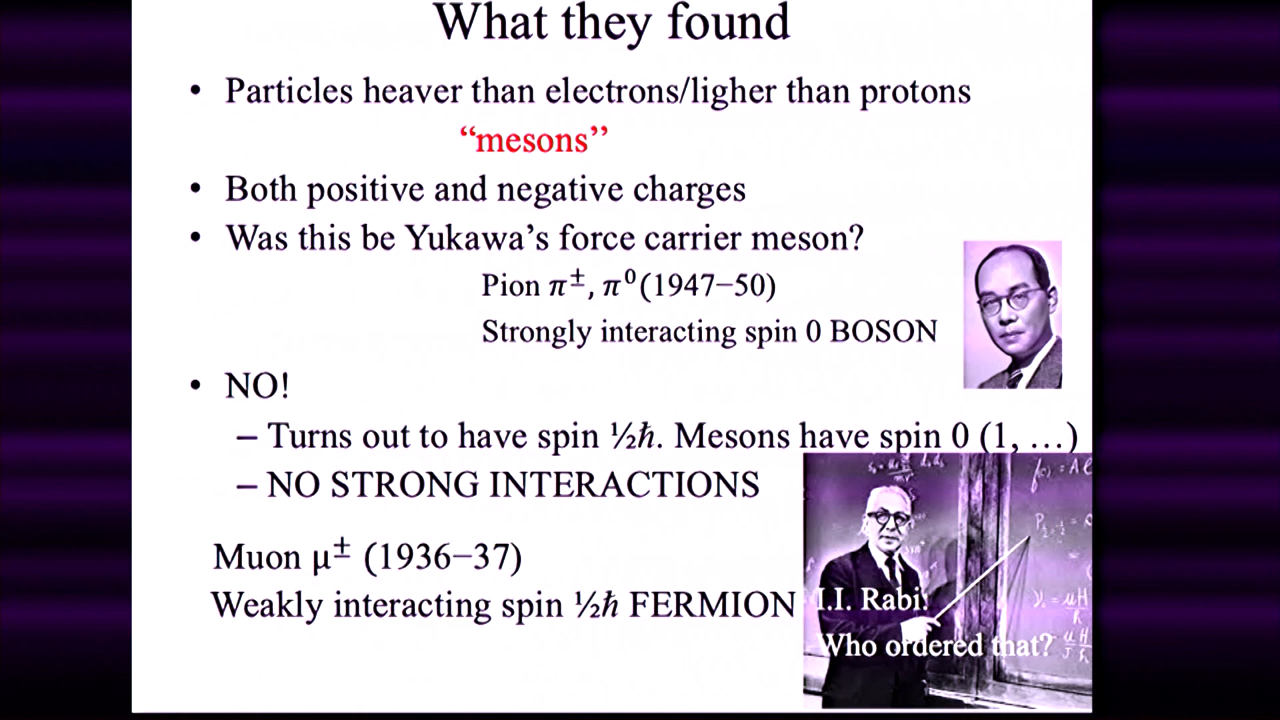 What they found
• Particles heaver than electrons/ligher than protons
“mesons”
• Both positive and negative charges
• Was this be Yukawa’s force carrier meson?
Pion π±, π⁰(1947−50)
Strongly interacting spin 0 BOSON
• NO!
– Turns out to have spin ½ℏ. Mesons have spin 0 (1, …)
– NO STRONG INTERACTIONS
Muon μ± (1936−37)
Weakly interacting spin ½ℏ FERMION
I.I. Rabi:
Who ordered that?